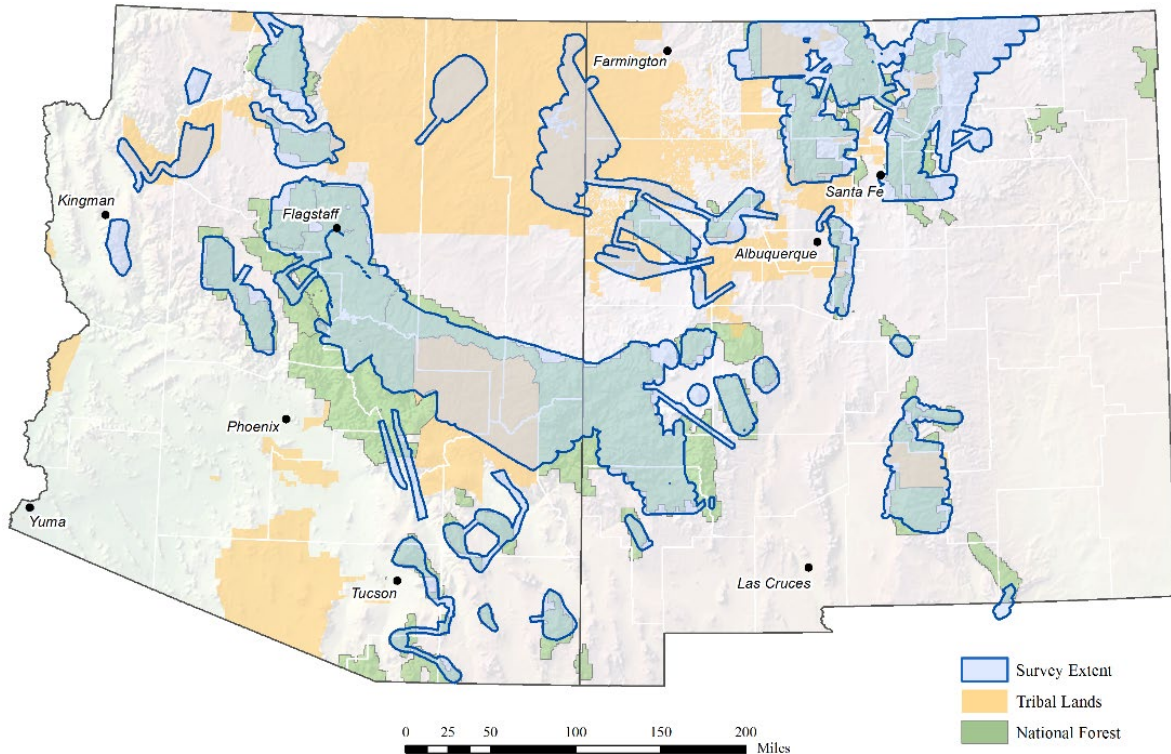 Farmington
Santa Fe
Kingman
Flagstaff
Albuquerque
Phoenix
Yuma
Las Cruces
Tucson
Survey Extent
Tribal Lands
National Forest
0 25 50 100 150 200
Miles